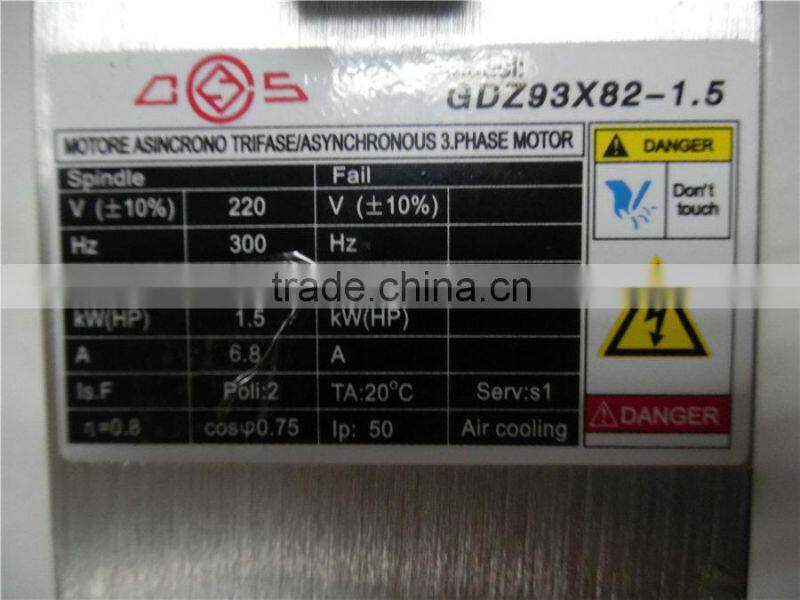 GDZ93X82-1.5
MOTORE ASINCRONO TRIFASE/ASYNCHRONOUS 3.PHASE MOTOR
Spindle Fail
V (±10%) 220 V (±10%)
Hz 300 Hz
trade.china.cn
kW(HP) 1.5 kW(HP)
A 6.8 A
Is.F Poli:2 TA:20°C Serv:s1
η=0.8 cosφ0.75 Ip: 50 Air cooling
DANGER
Don't
touch
DANGER